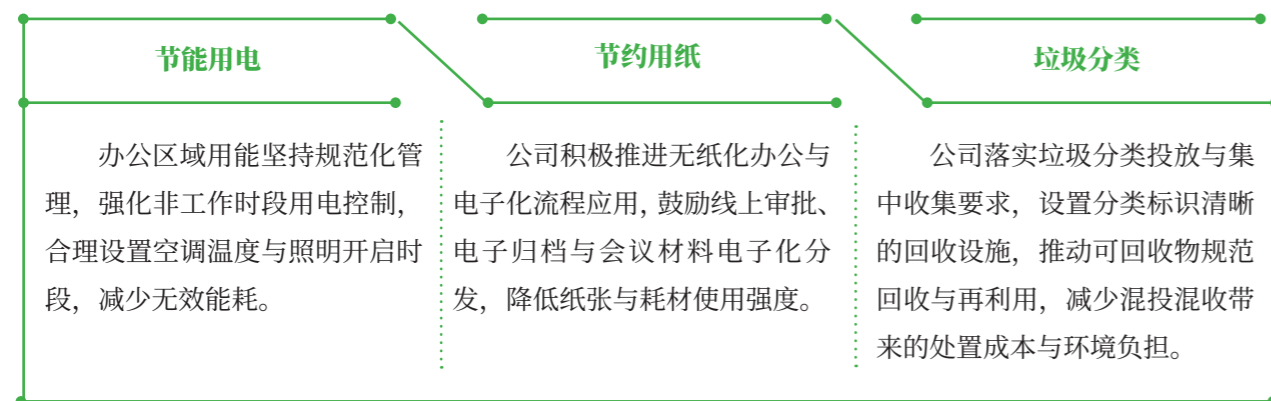 节能用电
办公区域用能坚持规范化管
理，强化非工作时段用电控制，
合理设置空调温度与照明开启时
段，减少无效能耗。
节约用纸
公司积极推进无纸化办公与
电子化流程应用，鼓励线上审批、
电子归档与会议材料电子化分
发，降低纸张与耗材使用强度。
垃圾分类
公司落实垃圾分类投放与集
中收集要求，设置分类标识清晰
的回收设施，推动可回收物规范
回收与再利用，减少混投混收带
来的处置成本与环境负担。